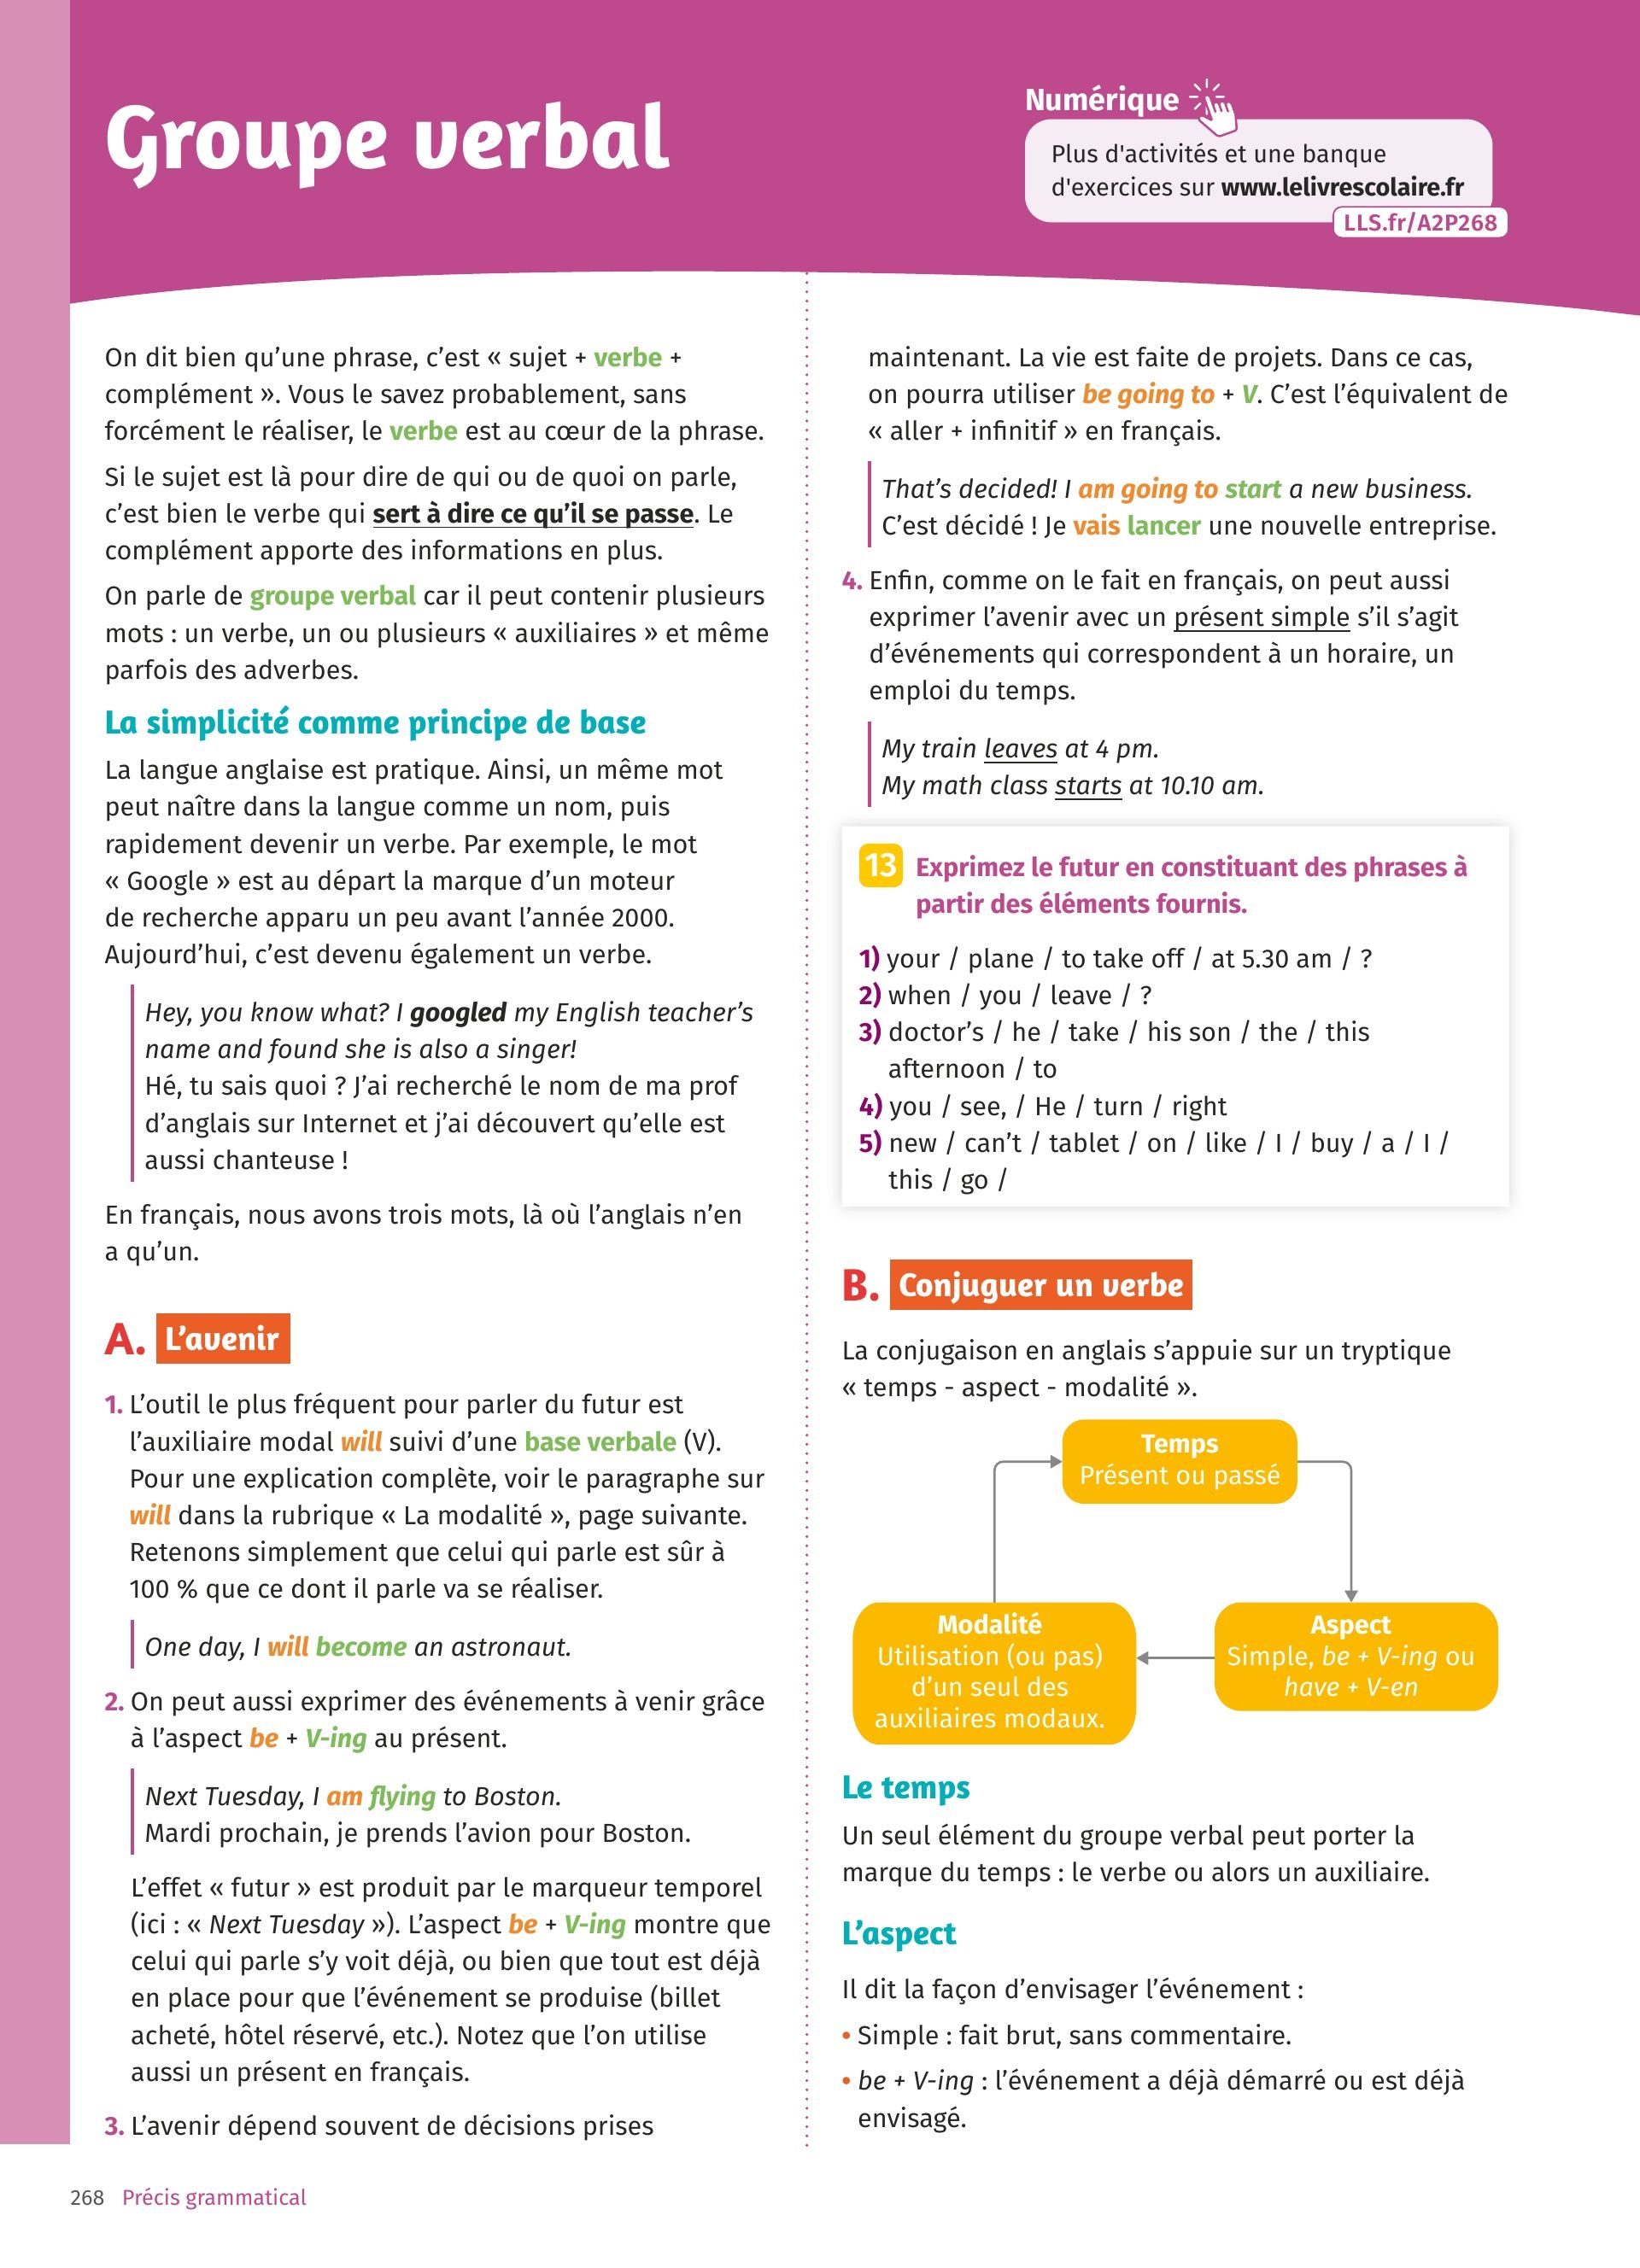 Groupe verbal
Numérique
Plus d'activités et une banque
d'exercices sur www.lelivrescolaire.fr
LLS.fr/A2P268
On dit bien qu’une phrase, c’est « sujet + verbe +
complément ». Vous le savez probablement, sans
forcément le réaliser, le verbe est au cœur de la phrase.
Si le sujet est là pour dire de qui ou de quoi on parle,
c’est bien le verbe qui sert à dire ce qu’il se passe. Le
complément apporte des informations en plus.
On parle de groupe verbal car il peut contenir plusieurs
mots : un verbe, un ou plusieurs « auxiliaires » et même
parfois des adverbes.
La simplicité comme principe de base
La langue anglaise est pratique. Ainsi, un même mot
peut naître dans la langue comme un nom, puis
rapidement devenir un verbe. Par exemple, le mot
« Google » est au départ la marque d’un moteur
de recherche apparu un peu avant l’année 2000.
Aujourd’hui, c’est devenu également un verbe.
Hey, you know what? I googled my English teacher’s
name and found she is also a singer!
Hé, tu sais quoi ? J’ai recherché le nom de ma prof
d’anglais sur Internet et j’ai découvert qu’elle est
aussi chanteuse !
En français, nous avons trois mots, là où l’anglais n’en
a qu’un.
A. L’avenir
1. L’outil le plus fréquent pour parler du futur est
l’auxiliaire modal will suivi d’une base verbale (V).
Pour une explication complète, voir le paragraphe sur
will dans la rubrique « La modalité », page suivante.
Retenons simplement que celui qui parle est sûr à
100 % que ce dont il parle va se réaliser.
One day, I will become an astronaut.
2. On peut aussi exprimer des événements à venir grâce
à l’aspect be + V-ing au présent.
Next Tuesday, I am flying to Boston.
Mardi prochain, je prends l’avion pour Boston.
L’effet « futur » est produit par le marqueur temporel
(ici : « Next Tuesday »). L’aspect be + V-ing montre que
celui qui parle s’y voit déjà, ou bien que tout est déjà
en place pour que l’événement se produise (billet
acheté, hôtel réservé, etc.). Notez que l’on utilise
aussi un présent en français.
3. L’avenir dépend souvent de décisions prises
maintenant. La vie est faite de projets. Dans ce cas,
on pourra utiliser be going to + V. C’est l’équivalent de
« aller + infinitif » en français.
That’s decided! I am going to start a new business.
C’est décidé ! Je vais lancer une nouvelle entreprise.
4. Enfin, comme on le fait en français, on peut aussi
exprimer l’avenir avec un présent simple s’il s’agit
d’événements qui correspondent à un horaire, un
emploi du temps.
My train leaves at 4 pm.
My math class starts at 10.10 am.
13 Exprimez le futur en constituant des phrases à
partir des éléments fournis.
1) your / plane / to take off / at 5.30 am / ?
2) when / you / leave / ?
3) doctor’s / he / take / his son / the / this
afternoon / to
4) you / see, / He / turn / right
5) new / can’t / tablet / on / like / I / buy / a / I /
this / go /
B. Conjuguer un verbe
La conjugaison en anglais s’appuie sur un tryptique
« temps - aspect - modalité ».
Temps
Présent ou passé
Modalité
Utilisation (ou pas)
d’un seul des
auxiliaires modaux.
Aspect
Simple, be + V-ing ou
have + V-en
Le temps
Un seul élément du groupe verbal peut porter la
marque du temps : le verbe ou alors un auxiliaire.
L’aspect
Il dit la façon d’envisager l’événement :
• Simple : fait brut, sans commentaire.
• be + V-ing : l’événement a déjà démarré ou est déjà
envisagé.
268 Précis grammatical